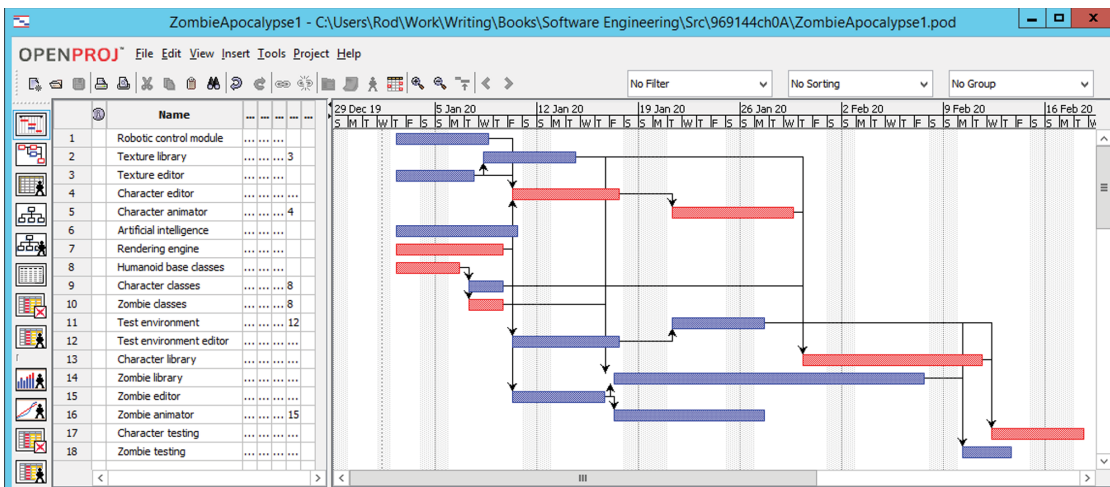 ZombieApocalypse1 - C:\Users\Rod\Work\Writing\Books\Software Engineering\Src\969144ch0A\ZombieApocalypse1.pod
OPENPROJ™ File Edit View Insert Tools Project Help
No Filter No Sorting No Group
Name ... ... ... ... ... 29 Dec 19 5 Jan 20 12 Jan 20 19 Jan 20 26 Jan 20 2 Feb 20 9 Feb 20 16 Feb 20
S M T W T F S S M T W T F S S M T W T F S S M T W T F S S M T W T F S S M T W T F S S M T W T F S S M T W
1 Robotic control module ... ... ...
2 Texture library ... ... ... 3
3 Texture editor ... ... ...
4 Character editor ... ... ... ...
5 Character animator ... ... ... 4
6 Artificial intelligence ... ... ...
7 Rendering engine ... ... ...
8 Humanoid base classes ... ... ...
9 Character classes ... ... ... 8
10 Zombie classes ... ... ... 8
11 Test environment ... ... ... 12
12 Test environment editor ... ... ... ...
13 Character library ... ... ... ...
14 Zombie library ... ... ... ...
15 Zombie editor ... ... ... ...
16 Zombie animator ... ... ... 15
17 Character testing ... ... ... ...
18 Zombie testing ... ... ... ...